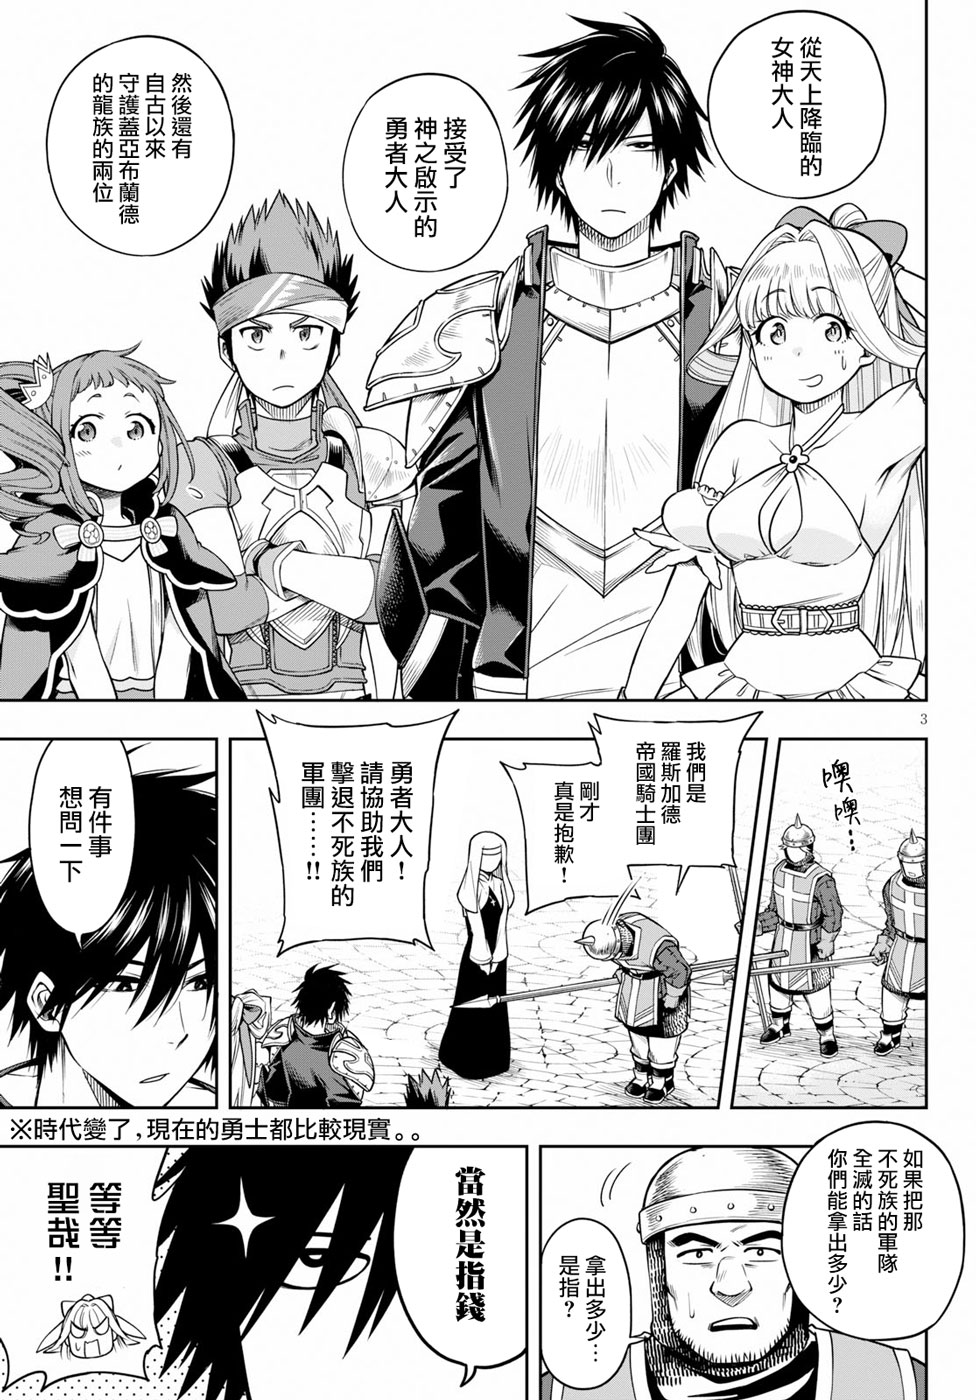 從天上降臨的
女神大人
接受了
神之啟示的
勇者大人
然後還有
自古以來
守護蓋亞布蘭德
的龍族的兩位
3
噢噢…
我們是
羅斯加德
帝國騎士團
剛才
真是抱歉！
勇者大人！
請協助我們
擊退不死族的
軍團……!!
有件事
想問一下
※時代變了，現在的勇士都比較現實。。
如果把那
不死族的軍隊
全滅的話
你們能拿出多少？
拿出多少…
是指？
當然是指錢
等等
聖哉!!